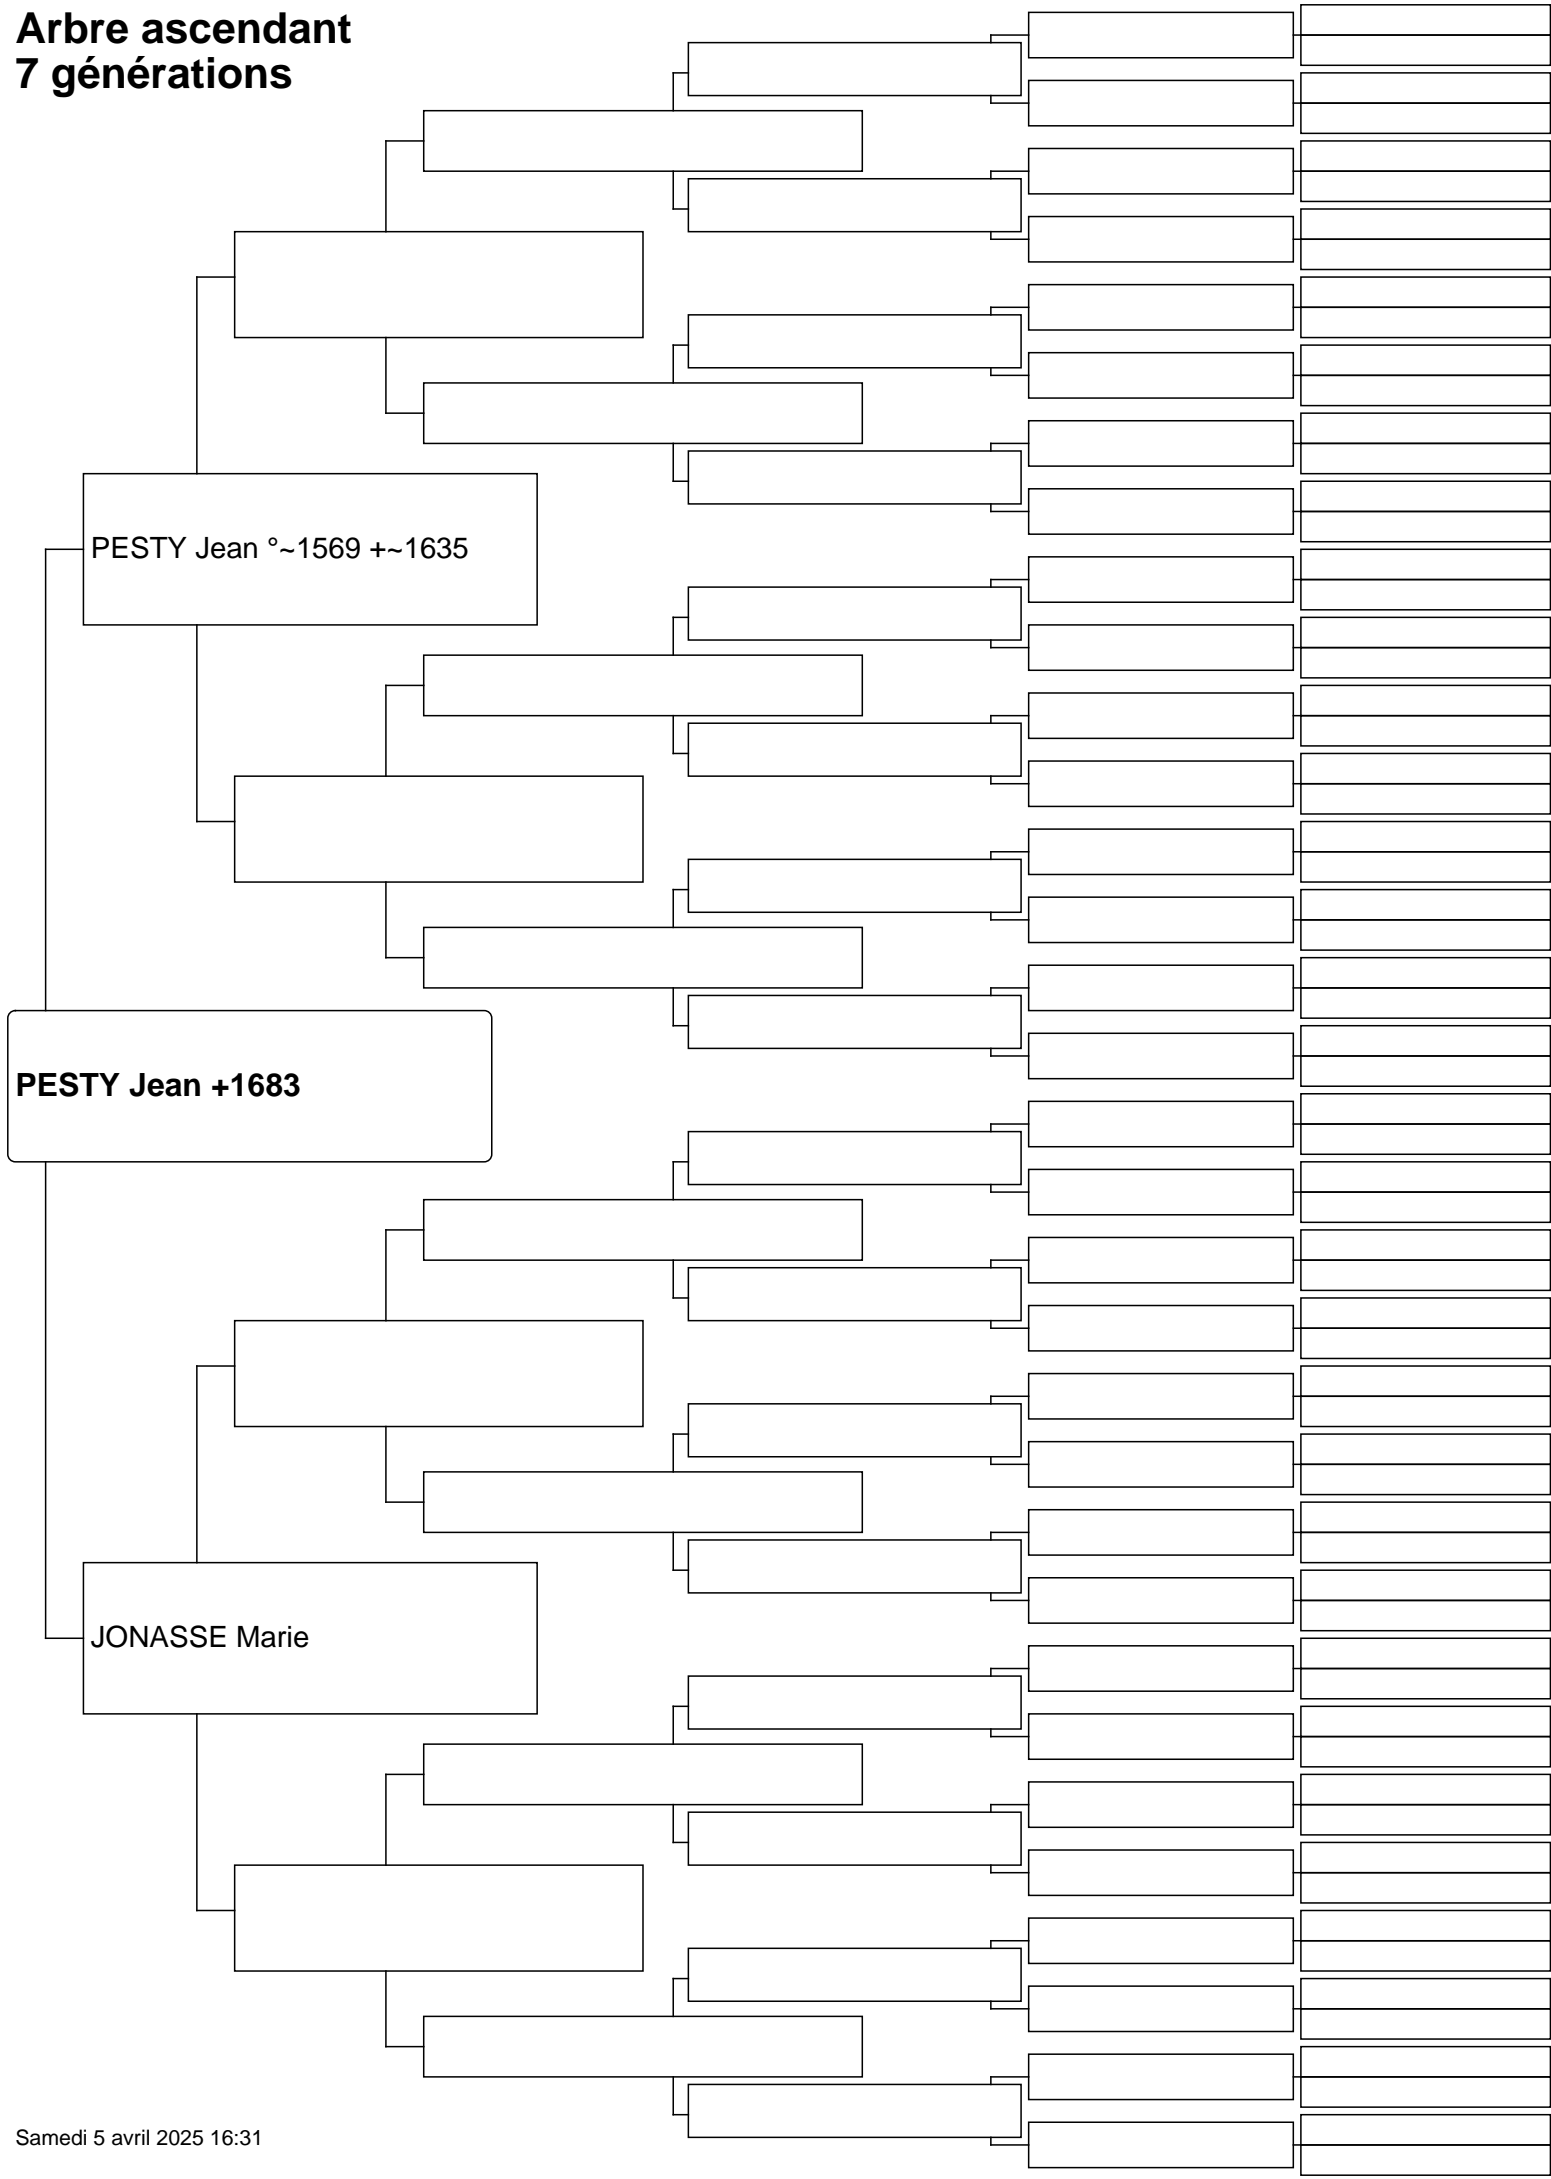 Arbre ascendant
7 générations
PESTY Jean °~1569 +~1635
PESTY Jean +1683
JONASSE Marie
Samedi 5 avril 2025 16:31